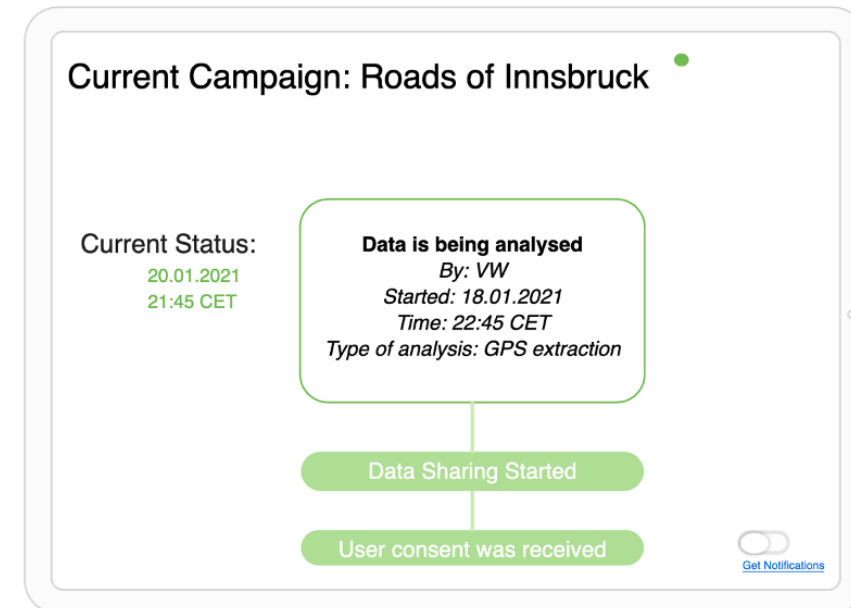 Current Campaign: Roads of Innsbruck
Current Status:
20.01.2021
21:45 CET
Data is being analysed
By: VW
Started: 18.01.2021
Time: 22:45 CET
Type of analysis: GPS extraction
Data Sharing Started
User consent was received
Get Notifications